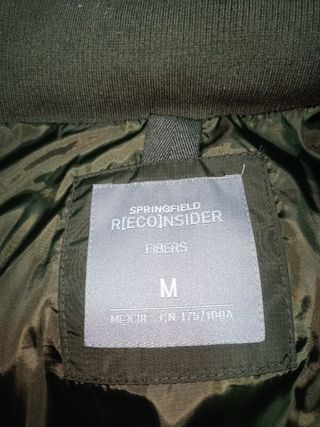 SPRINGFIELD
R[ECO]NSIDER
FIBERS
M
MEX38 - CN 175/100A